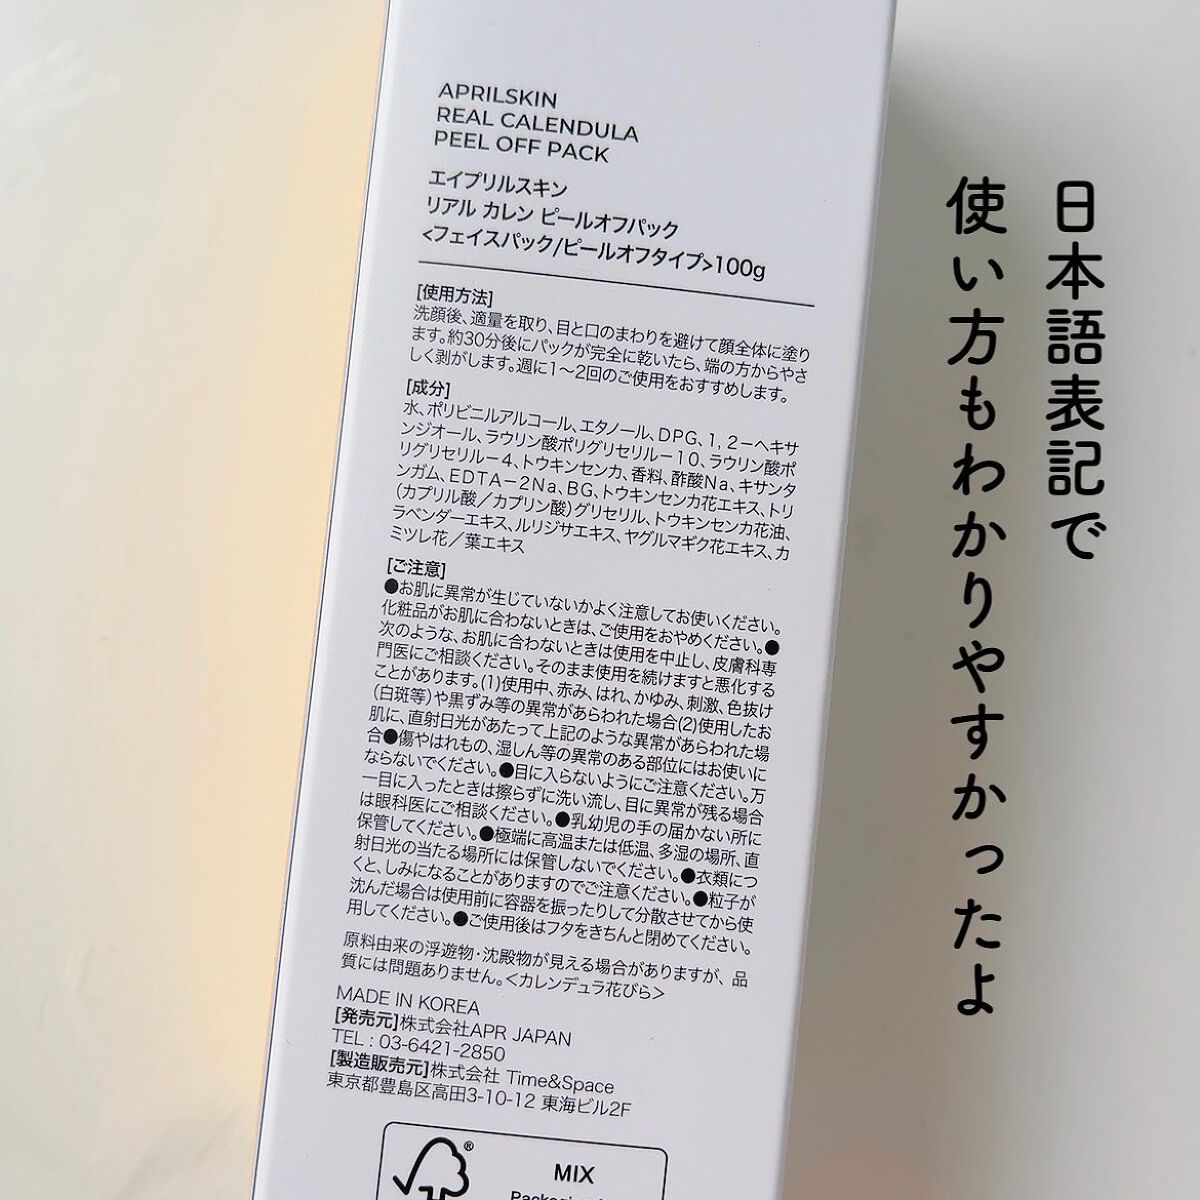 APRILSKIN
REAL CALENDULA
PEEL OFF PACK
エイプリルスキン
リアル カレン ピールオフパック
<フェイスパック/ピールオフタイプ>100g
[使用方法]
洗顔後、適量を取り、目と口のまわりを避けて顔全体に塗り
ます。約30分後にパックが完全に乾いたら、端の方からやさ
しく剥がします。週に1～2回のご使用をおすすめします。
[成分]
水、ポリビニルアルコール、エタノール、DPG、1,2－ヘキサ
ンジオール、ラウリン酸ポリグリセリル－10、ラウリン酸ポ
リグリセリル－4、トウキンセンカ、香料、酢酸Na、キサンタ
ンガム、EDTA－2Na、BG、トウキンセンカ花エキス、トリ
（カプリル酸／カプリン酸）グリセリル、トウキンセンカ花油、
ラベンダーエキス、ルリジサエキス、ヤグルマギク花エキス、カ
ミツレ花／葉エキス
[ご注意]
●お肌に異常が生じていないかよく注意してお使いください。
化粧品がお肌に合わないときは、ご使用をおやめください。●
次のような、お肌に合わないときは使用を中止し、皮膚科専
門医にご相談ください。そのまま使用を続けますと悪化する
ことがあります。(1)使用中、赤み、はれ、かゆみ、刺激、色抜け
（白斑等）や黒ずみ等の異常があらわれた場合(2)使用したお
肌に、直射日光があたって上記のような異常があらわれた場
合●傷やはれもの、湿しん等の異常のある部位にはお使いに
ならないでください。●目に入らないようにご注意ください。万
一目に入ったときは擦らずに洗い流し、目に異常が残る場合
は眼科医にご相談ください。●乳幼児の手の届かない所に
保管してください。●極端に高温または低温、多湿の場所、直
射日光の当たる場所には保管しないでください。●衣類につ
くと、しみになることがありますのでご注意ください。●粒子が
沈んだ場合は使用前に容器を振ったりして分散させてから使
用してください。●ご使用後はフタをきちんと閉めてください。
原料由来の浮遊物・沈殿物が見える場合がありますが、品
質には問題ありません。<カレンデュラ花びら>
MADE IN KOREA
[発売元]株式会社APR JAPAN
TEL : 03-6421-2850
[製造販売元]株式会社 Time&Space
東京都豊島区高田3-10-12 東海ビル2F
®
MIX
日本語表記で
使い方もわかりやすかったよ